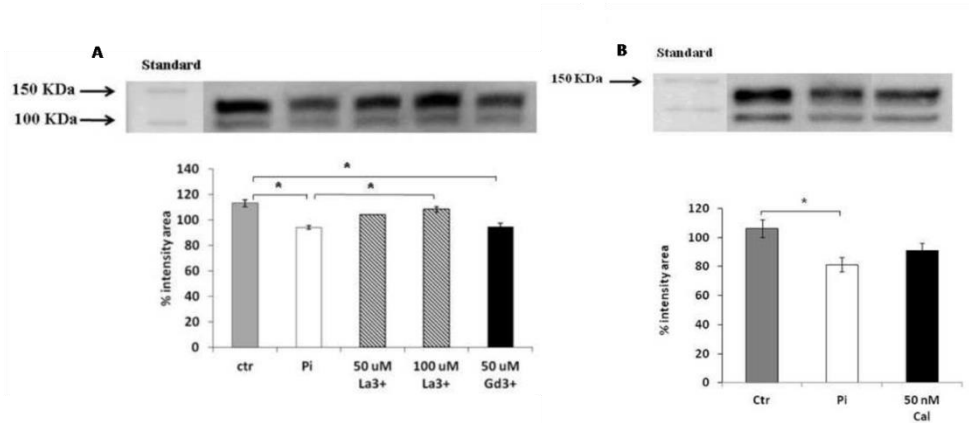 A
Standard
150 KDa
100 KDa
140
120
100
80
60
40
20
0
% intensity area
*
*
*
ctr
Pi
50 uM La3+
100 uM La3+
50 uM Gd3+
B
Standard
150 KDa
120
100
80
60
40
20
0
% intensity area
*
Ctr
Pi
50 nM Cal